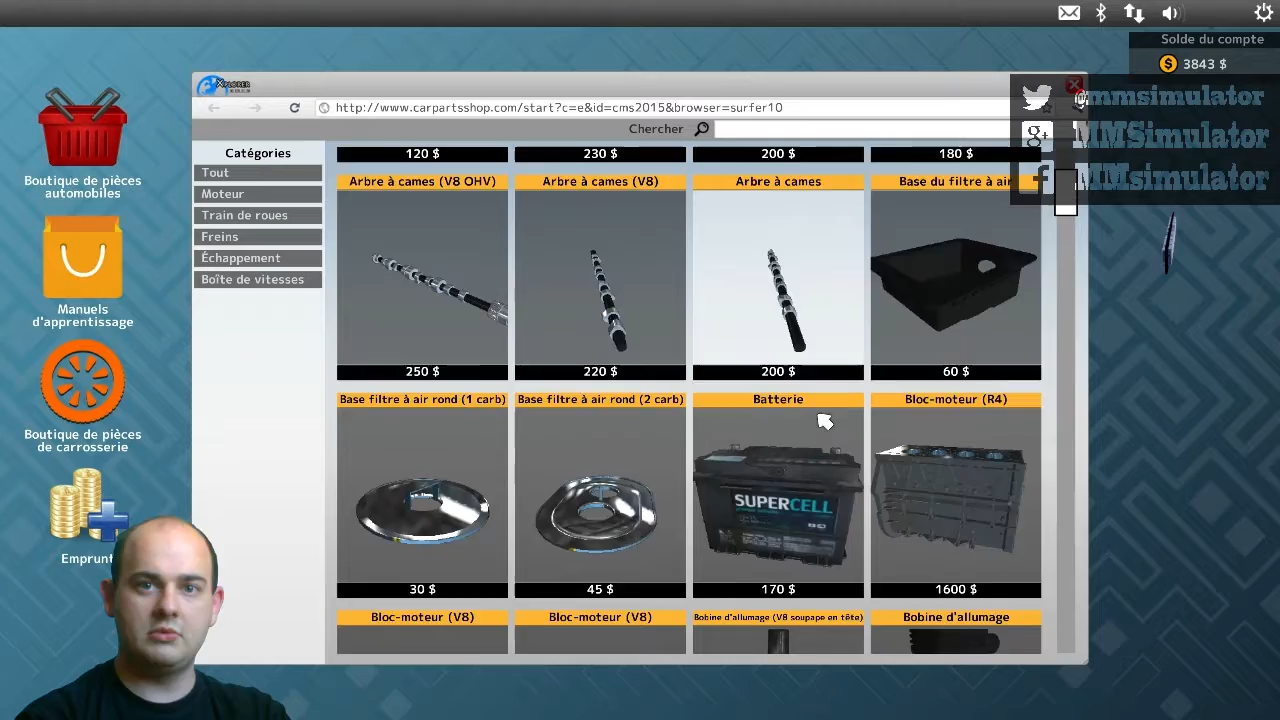 Solde du compte
3843 $
XPLORER
http://www.carpartsshop.com/start?c=e&id=cms2015&browser=surfer10
mmsimulator
Chercher
g+ MMSimulator
Catégories
120 $ 230 $ 200 $ 180 $
Tout
Arbre à cames (V8 OHV) Arbre à cames (V8) Arbre à cames Base du filtre à air
f MMsimulator
Boutique de pièces
automobiles
Moteur
Train de roues
Freins
Échappement
Boîte de vitesses
Manuels
d'apprentissage
250 $ 220 $ 200 $ 60 $
Base filtre à air rond (1 carb) Base filtre à air rond (2 carb) Batterie Bloc-moteur (R4)
Boutique de pièces
de carrosserie
SUPERCELL
Emprunt
30 $ 45 $ 170 $ 1600 $
Bloc-moteur (V8) Bloc-moteur (V8) Bobine d'allumage (V8 soupape en tête) Bobine d'allumage